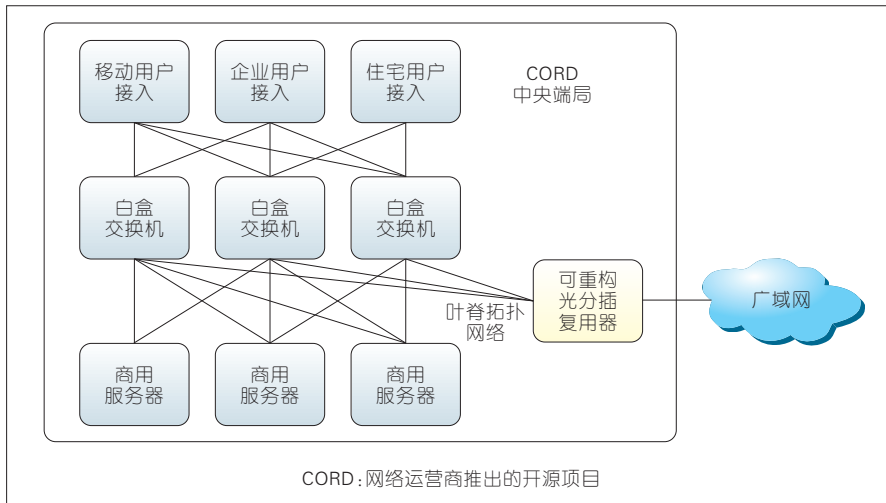 移动用户
接入
企业用户
接入
住宅用户
接入
CORD
中央端局
白盒
交换机
白盒
交换机
白盒
交换机
可重构
光分插
复用器
广域网
叶脊拓扑
网络
商用
服务器
商用
服务器
商用
服务器
CORD:网络运营商推出的开源项目